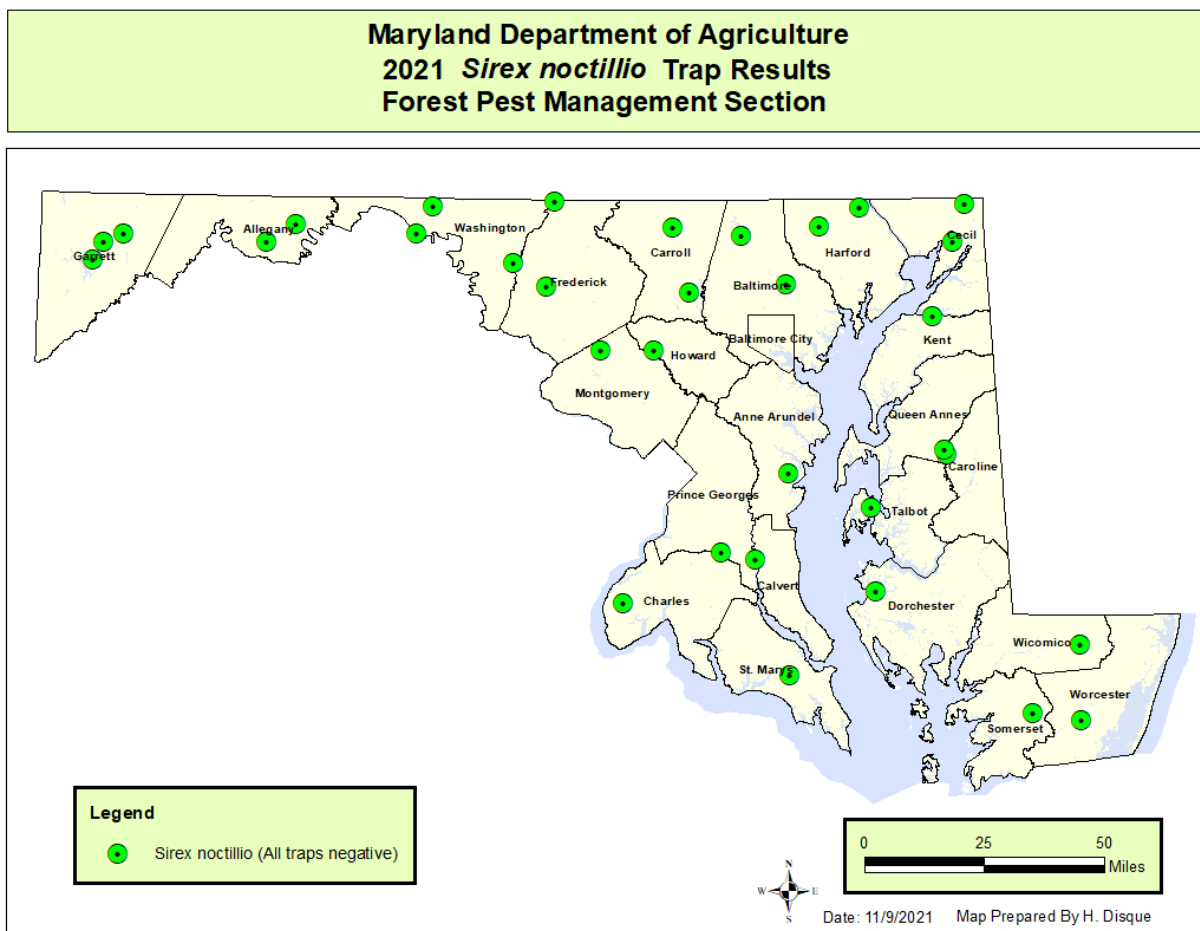 Maryland Department of Agriculture
2021 Sirex noctillio Trap Results
Forest Pest Management Section
Garrett
Allegany
Washington
Frederick
Carroll
Baltimore
Harford
Cecil
Baltimore City
Kent
Howard
Montgomery
Anne Arundel
Queen Annes
Caroline
Prince Georges
Talbot
Calvert
Charles
Dorchester
St. Marys
Wicomico
Worcester
Somerset
Legend
Sirex noctillio (All traps negative)
0 25 50
Miles
N
W E
S
Date: 11/9/2021 Map Prepared By H. Disque